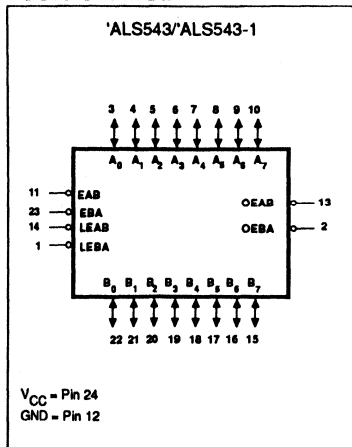 'ALS543/'ALS543-1
3 4 5 6 7 8 9 10
A0 A1 A2 A3 A4 A5 A6 A7
11 EAB
23 EBA
14 LEAB
1 LEBA
OEAB 13
OEBA 2
B0 B1 B2 B3 B4 B5 B6 B7
22 21 20 19 18 17 16 15
VCC = Pin 24
GND = Pin 12